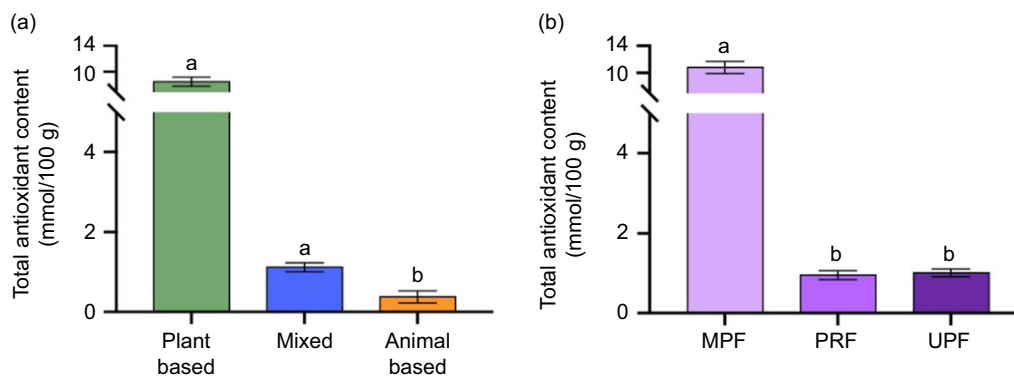 (a)
Total antioxidant content
(mmol/100 g)
14
10
4
2
0
a
a
b
Plant
based
Mixed
Animal
based
(b)
Total antioxidant content
(mmol/100 g)
14
10
4
2
0
a
b
b
MPF
PRF
UPF